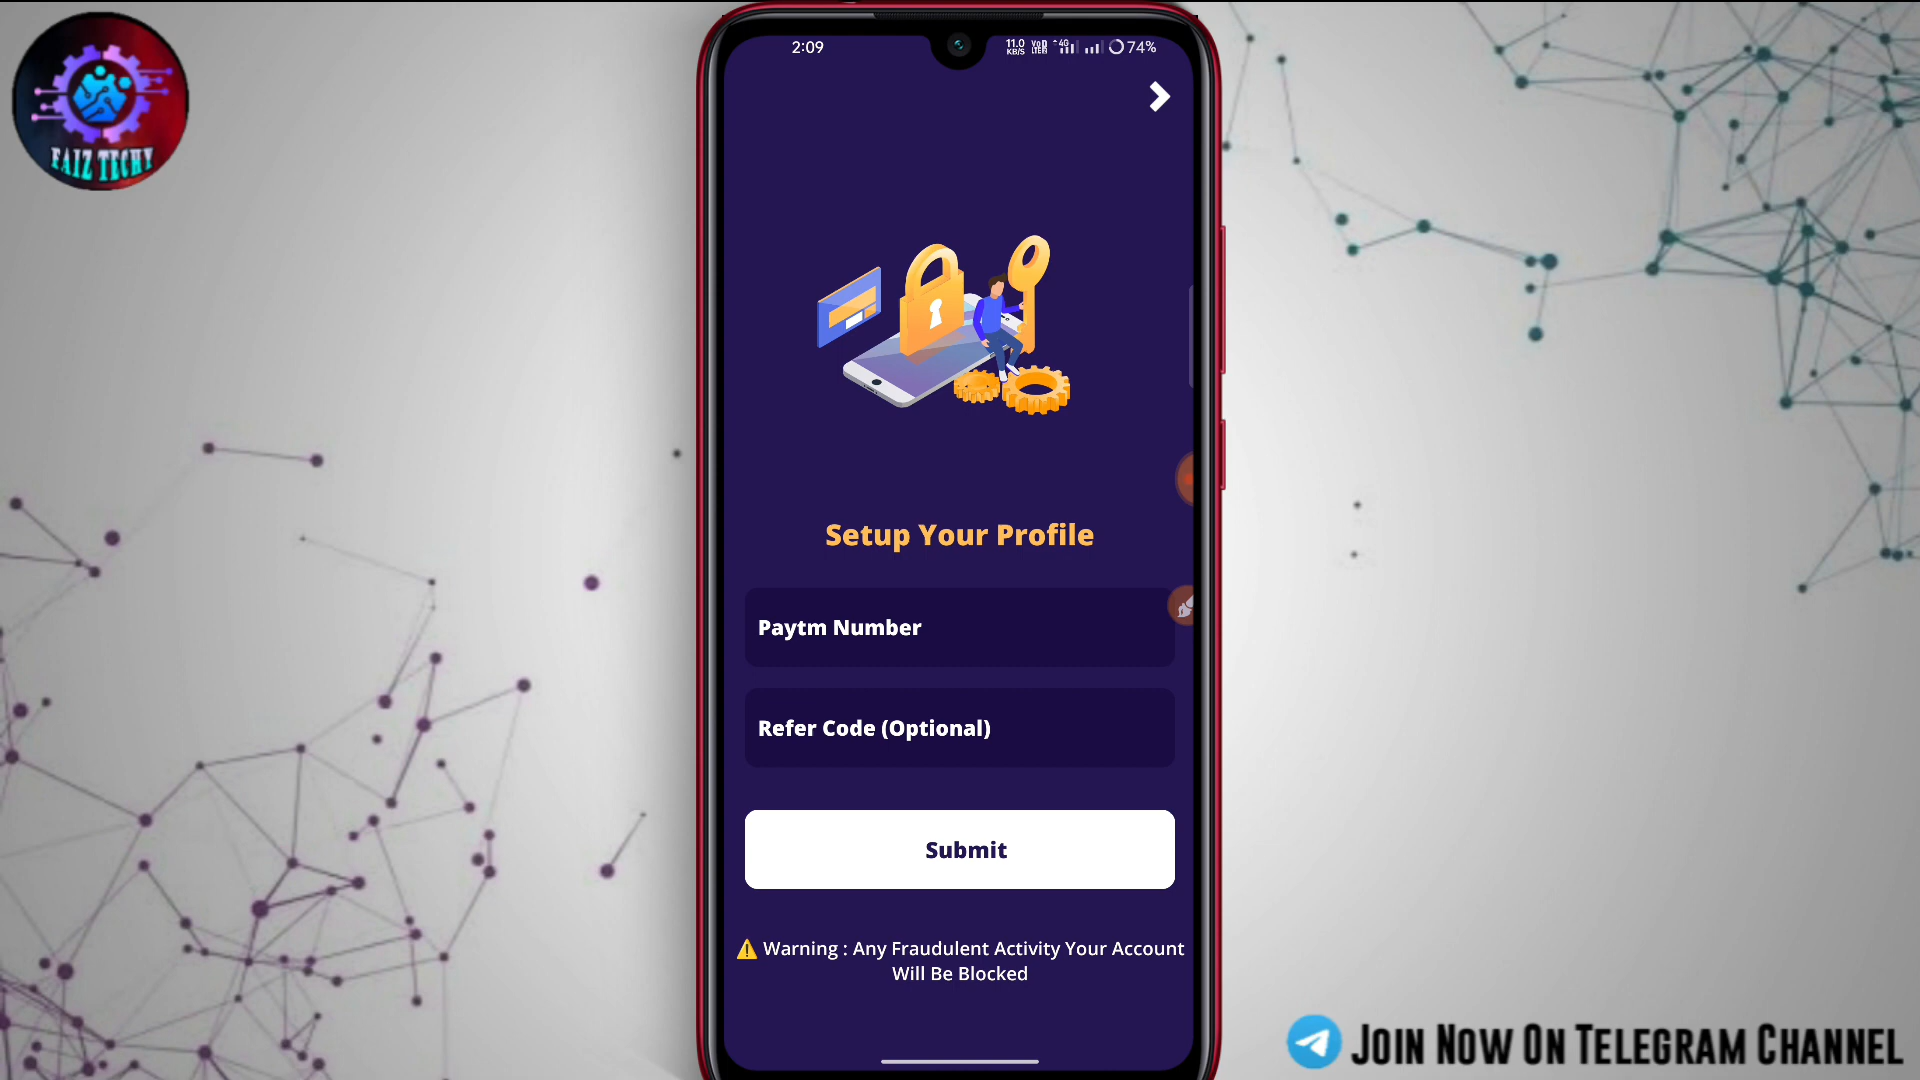 FAIZ TECHY
2:09
11.0 KB/S
4G
74%
Setup Your Profile
Paytm Number
Refer Code (Optional)
Submit
⚠️ Warning : Any Fraudulent Activity Your Account
Will Be Blocked
JOIN NOW ON TELEGRAM CHANNEL